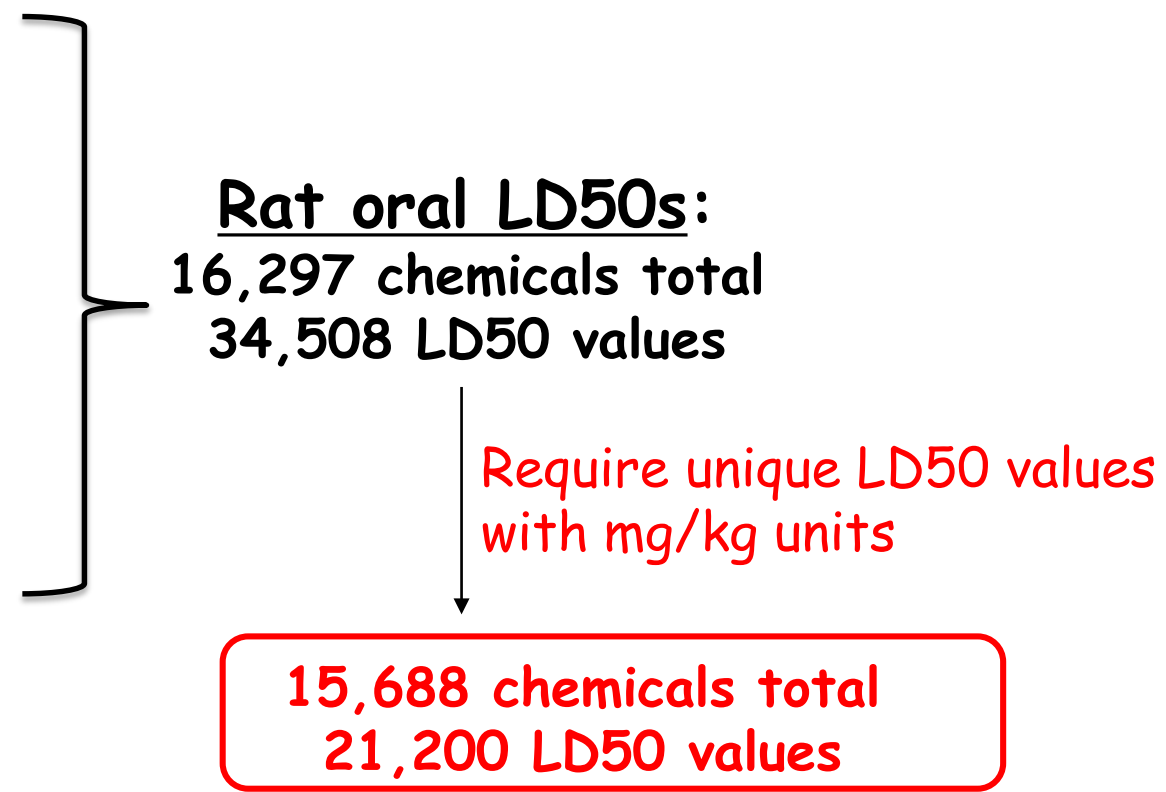 Rat oral LD50s:
16,297 chemicals total
34,508 LD50 values
Require unique LD50 values
with mg/kg units
15,688 chemicals total
21,200 LD50 values